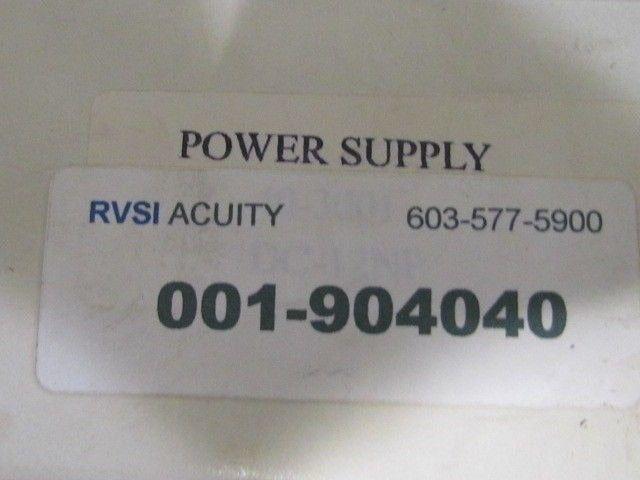 POWER SUPPLY
RVSI ACUITY 603-577-5900
001-904040